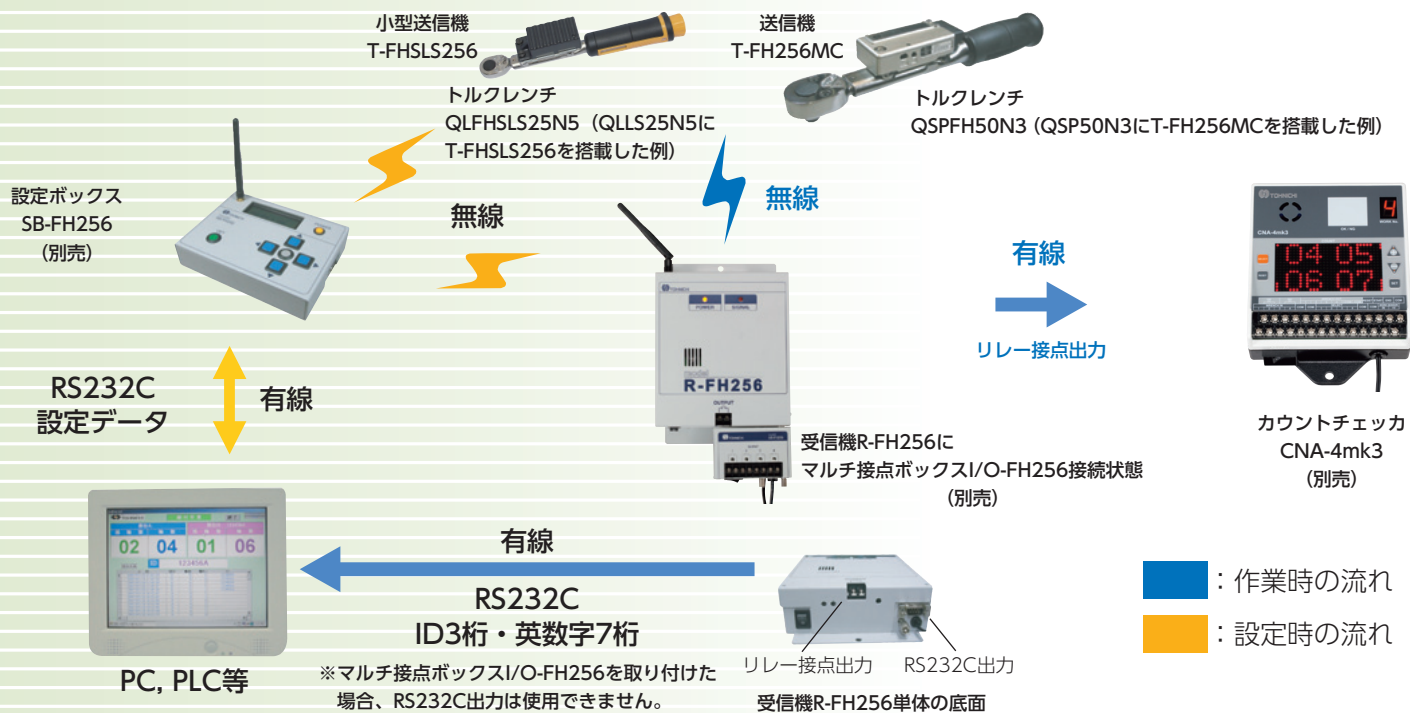 小型送信機
T-FHSLS256
送信機
T-FH256MC
トルクレンチ
QLFHSLS25N5（QLLS25N5に
T-FHSLS256を搭載した例）
トルクレンチ
QSPFH50N3（QSP50N3にT-FH256MCを搭載した例）
設定ボックス
SB-FH256
（別売）
無線
無線
TOHNICHI
POWER
SIGNAL
model
R-FH256
OUTPUT
有線
リレー接点出力
TOHNICHI
CNA-4mk3
4
04 05
06 07
カウントチェッカ
CNA-4mk3
（別売）
受信機R-FH256に
マルチ接点ボックスI/O-FH256接続状態
（別売）
RS232C
設定データ
有線
02 04 01 06
123456A
PC, PLC等
有線
RS232C
ID3桁・英数字7桁
※マルチ接点ボックスI/O-FH256を取り付けた
場合、RS232C出力は使用できません。
リレー接点出力
RS232C出力
受信機R-FH256単体の底面
：作業時の流れ
：設定時の流れ